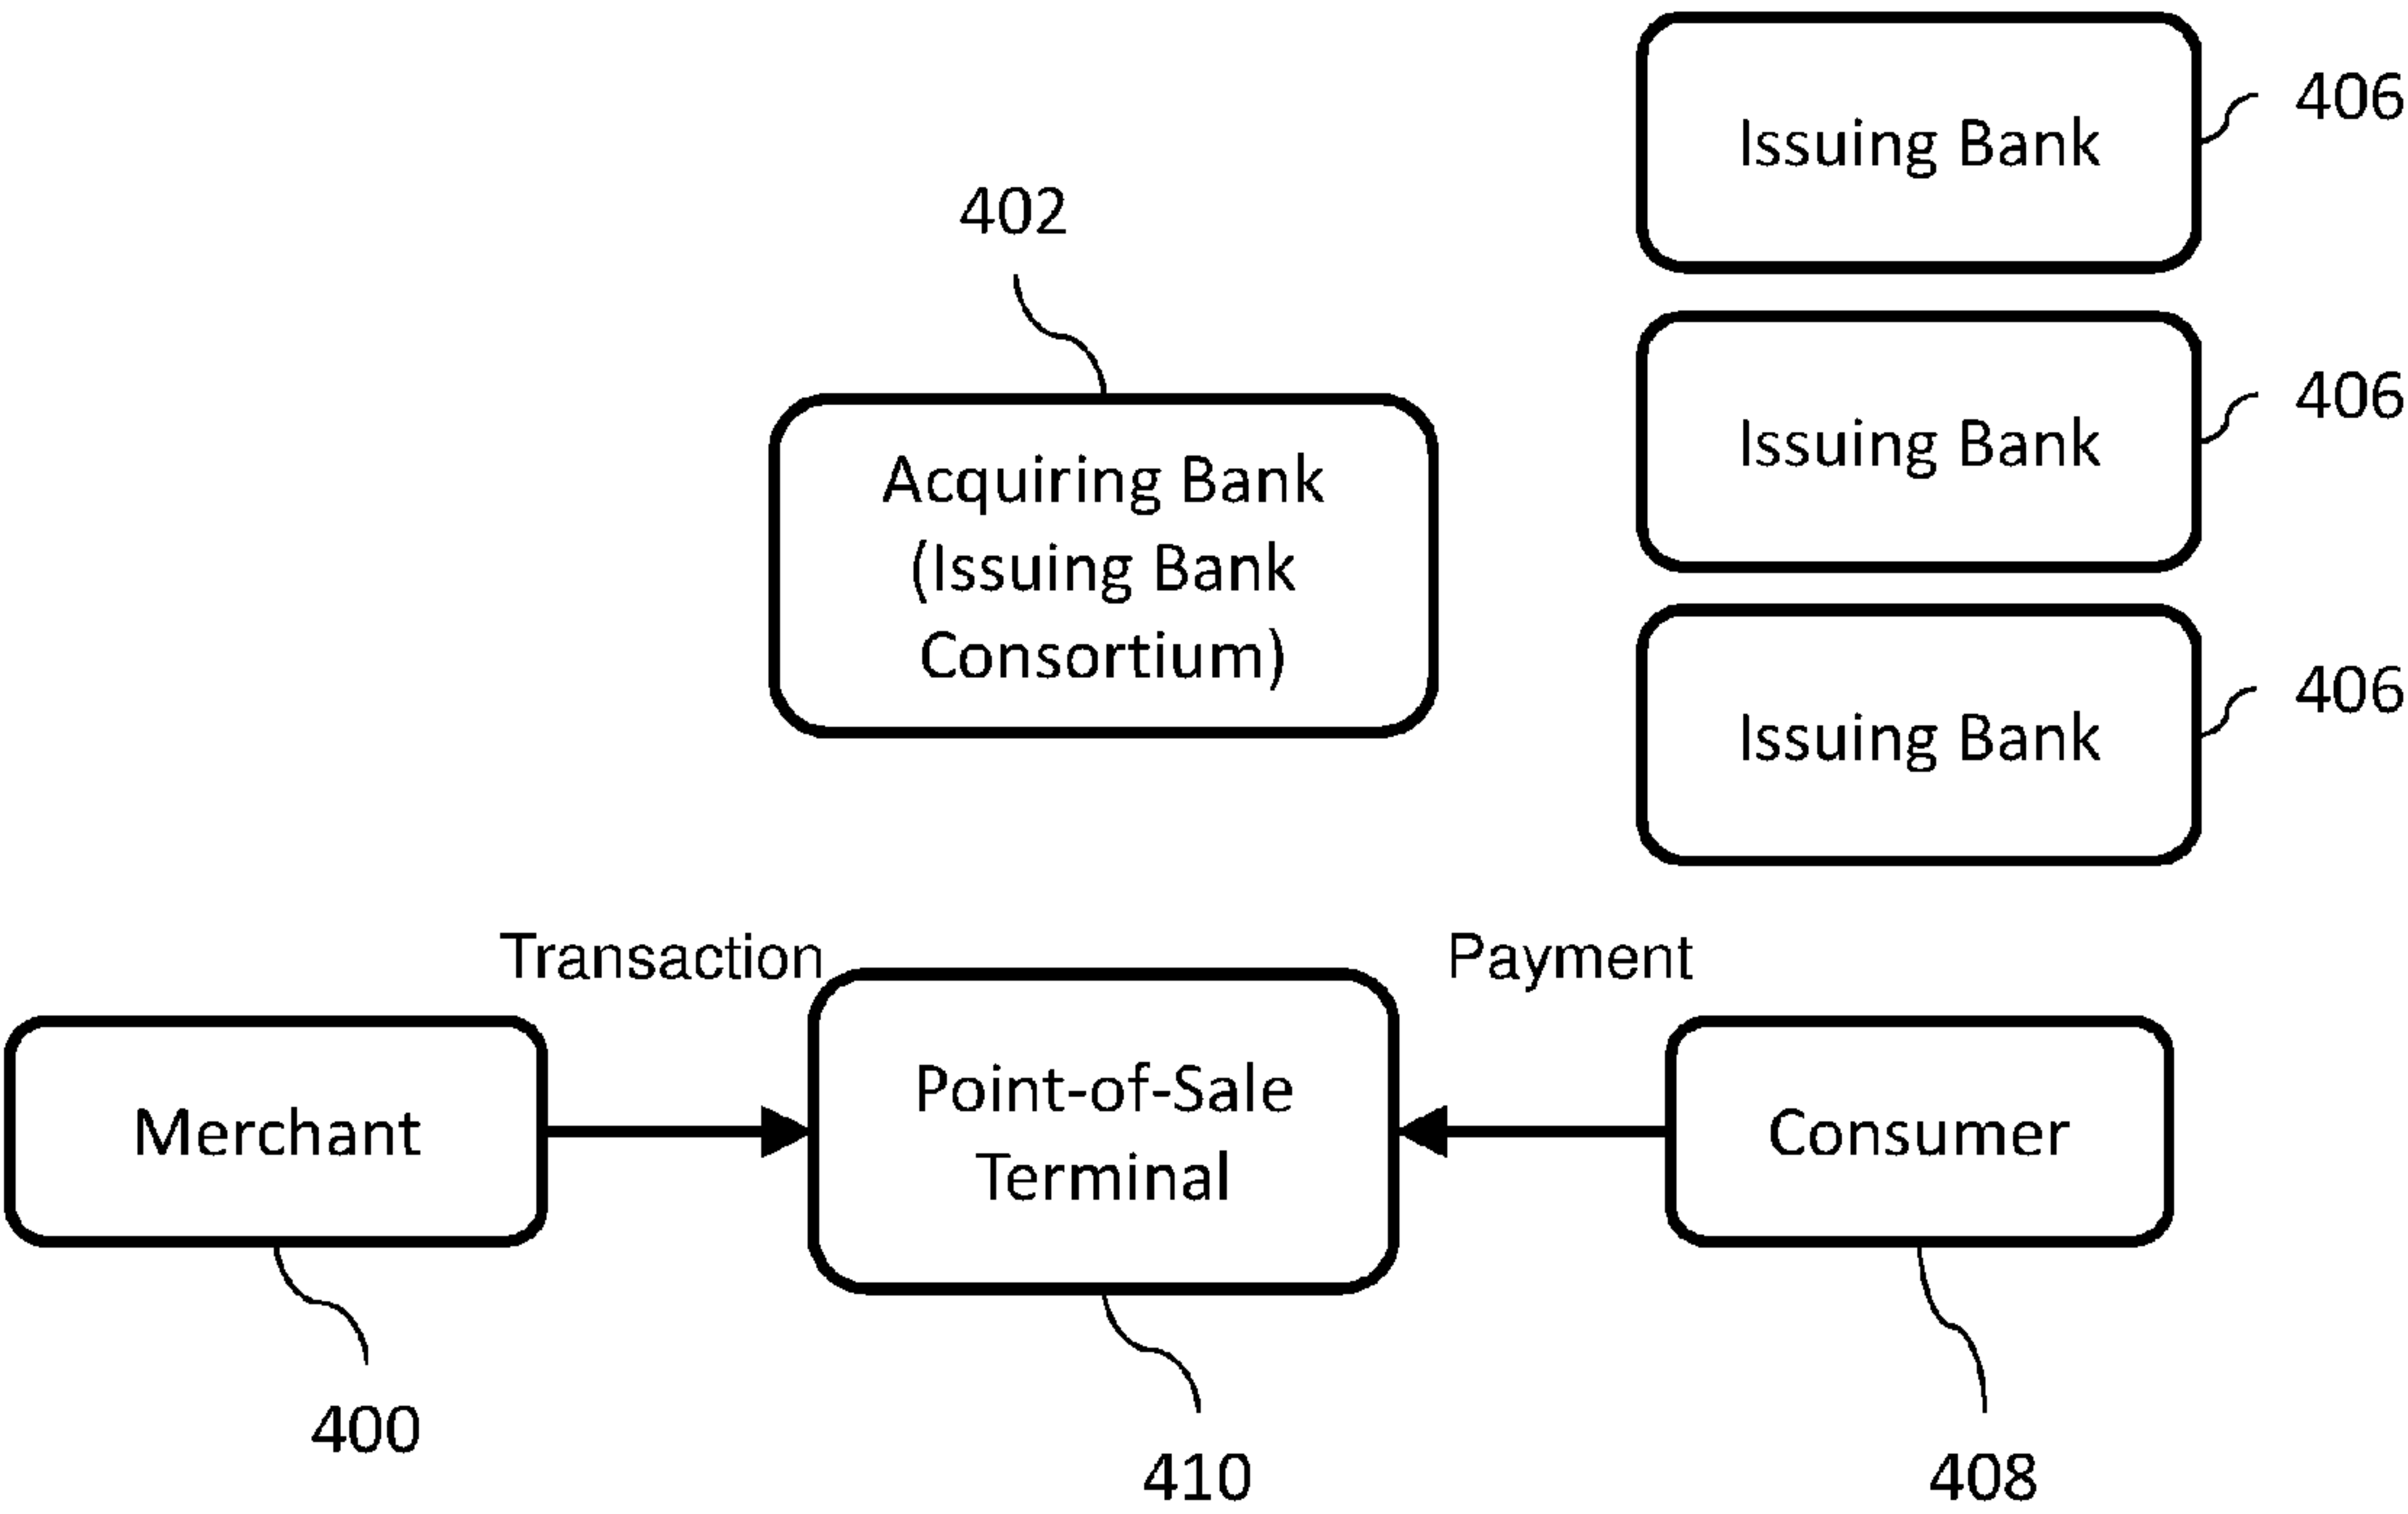 406
Issuing Bank
402
406
Issuing Bank
Acquiring Bank
(Issuing Bank
Consortium)
406
Issuing Bank
Transaction
Payment
Merchant
Point-of-Sale
Terminal
Consumer
400
410
408